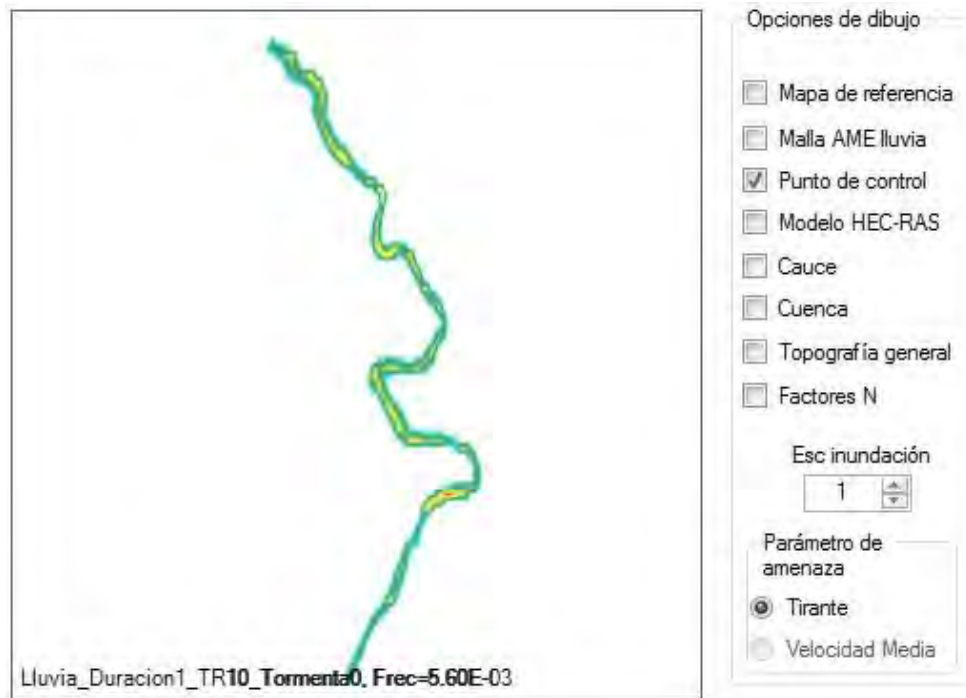 Opciones de dibujo
Mapa de referencia
Malla AME lluvia
Punto de control
Modelo HEC-RAS
Cauce
Cuenca
Topografía general
Factores N
Esc inundación
1
Parámetro de
amenaza
Tirante
Velocidad Media
Lluvia_Duracion1_TR10_Tormenta0, Frec=5.60E-03